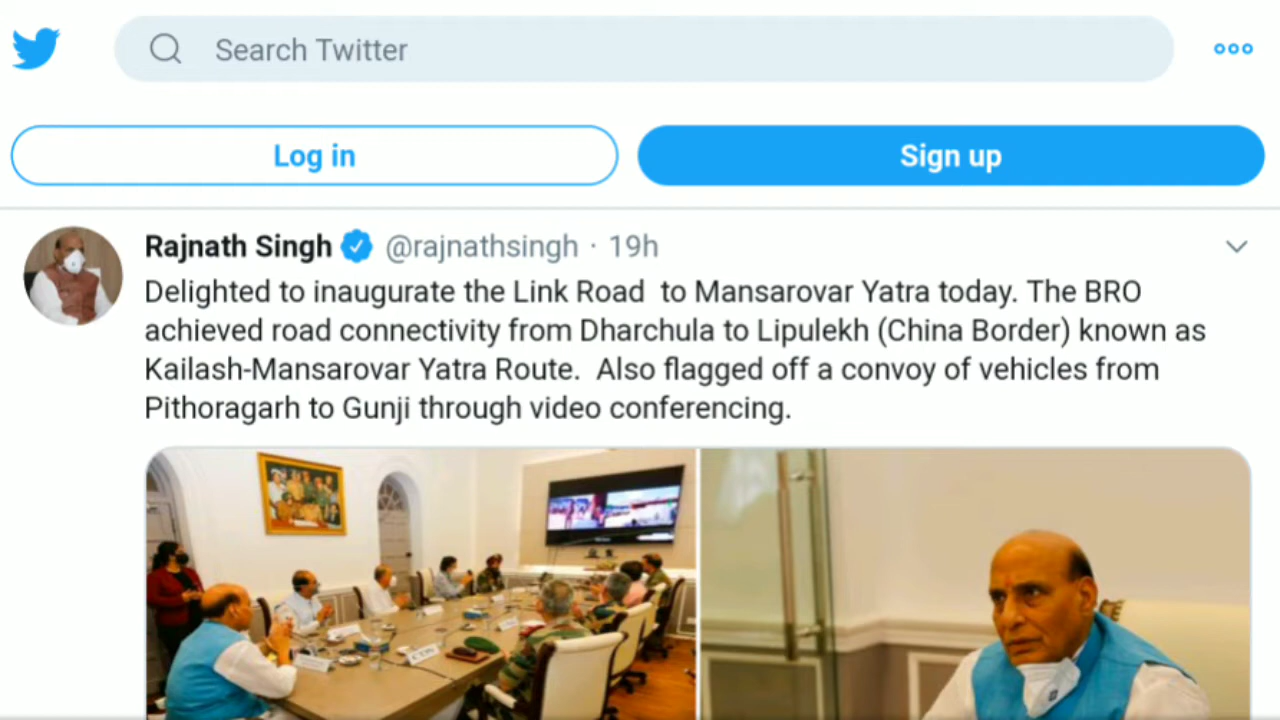 Search Twitter
Log in
Sign up
Rajnath Singh @rajnathsingh · 19h
Delighted to inaugurate the Link Road  to Mansarovar Yatra today. The BRO
achieved road connectivity from Dharchula to Lipulekh (China Border) known as
Kailash-Mansarovar Yatra Route.  Also flagged off a convoy of vehicles from
Pithoragarh to Gunji through video conferencing.